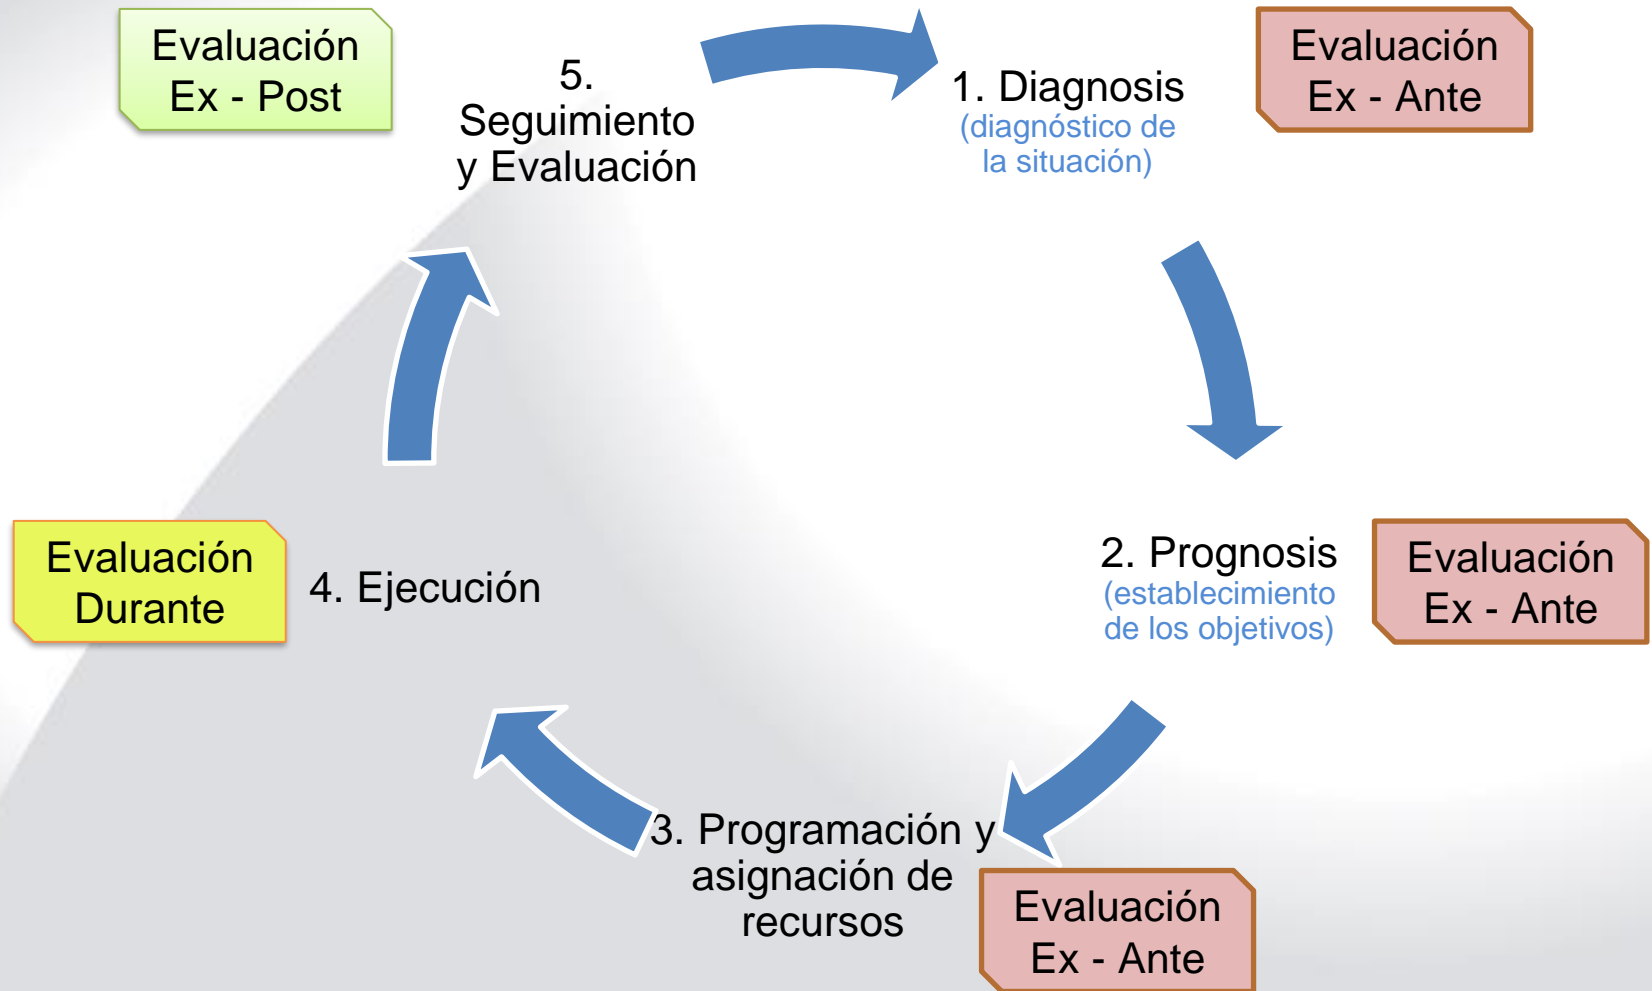 Evaluación
Ex - Post
5.
Seguimiento
y Evaluación
1. Diagnosis
(diagnóstico de
la situación)
Evaluación
Ex - Ante
2. Prognosis
(establecimiento
de los objetivos)
Evaluación
Ex - Ante
3. Programación y
asignación de
recursos
Evaluación
Ex - Ante
4. Ejecución
Evaluación
Durante